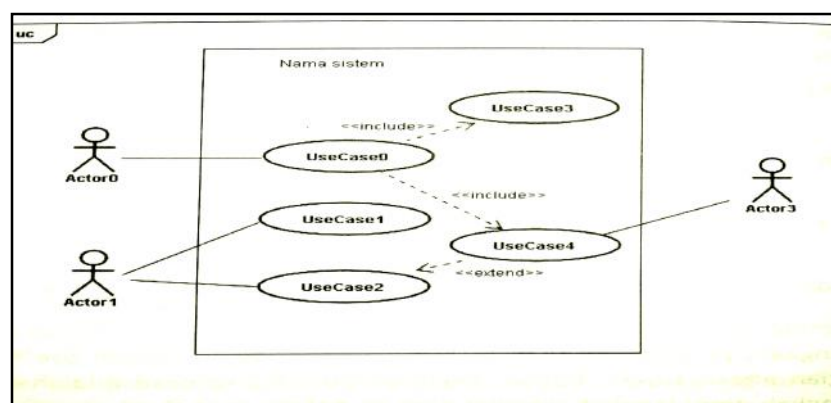 uc
Nama sistem
UseCase3
<<include>>
UseCase0
Actor0
<<include>>
Actor3
UseCase1
UseCase4
<<extend>>
UseCase2
Actor1